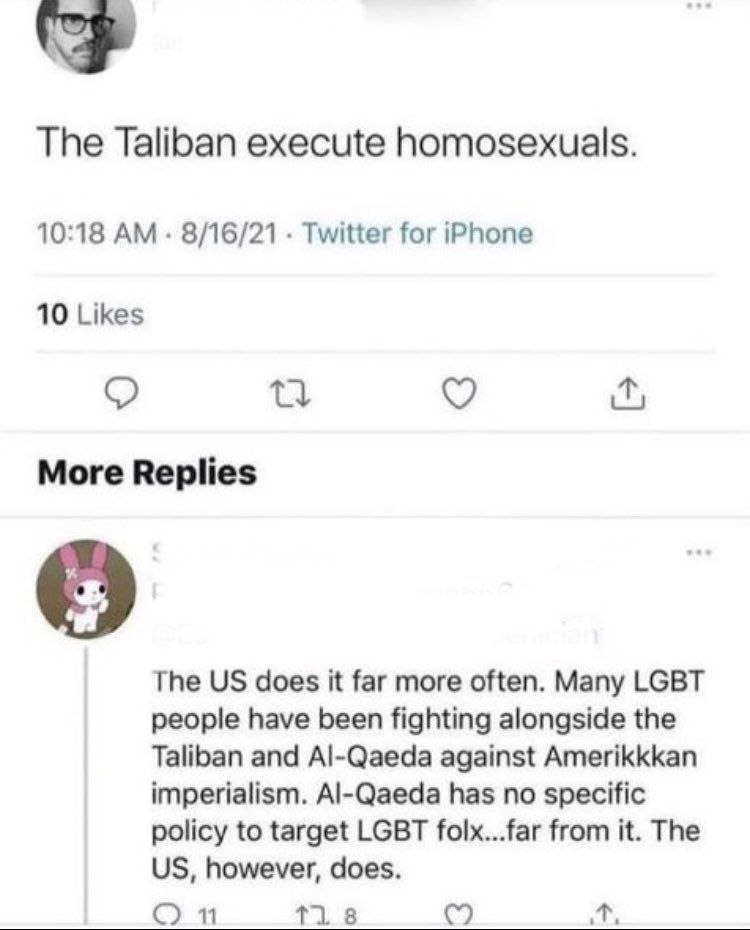 The Taliban execute homosexuals.
10:18 AM · 8/16/21 · Twitter for iPhone
10 Likes
More Replies
The US does it far more often. Many LGBT
people have been fighting alongside the
Taliban and Al-Qaeda against Amerikkkan
imperialism. Al-Qaeda has no specific
policy to target LGBT folx...far from it. The
US, however, does.
11 8